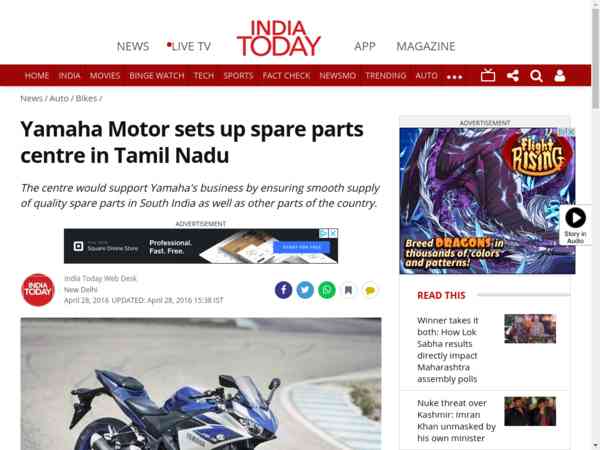 NEWS
LIVE TV
INDIA
TODAY
APP
MAGAZINE
HOME INDIA MOVIES BINGE WATCH TECH SPORTS FACT CHECK NEWSMO TRENDING AUTO
News / Auto / Bikes /
Yamaha Motor sets up spare parts
centre in Tamil Nadu
The centre would support Yamaha's business by ensuring smooth supply
of quality spare parts in South India as well as other parts of the country.
ADVERTISEMENT
Square Online Store
Professional.
Fast. Free.
INDIA
TODAY
India Today Web Desk
New Delhi
April 28, 2016 UPDATED: April 28, 2016 15:38 IST
YAMAHA
ADVERTISEMENT
Flight
RISING
Breed DRAGONS in
thousands of colors
and patterns!
Story in
Audio
READ THIS
Winner takes it
both: How Lok
Sabha results
directly impact
Maharashtra
assembly polls
Nuke threat over
Kashmir: Imran
Khan unmasked by
his own minister